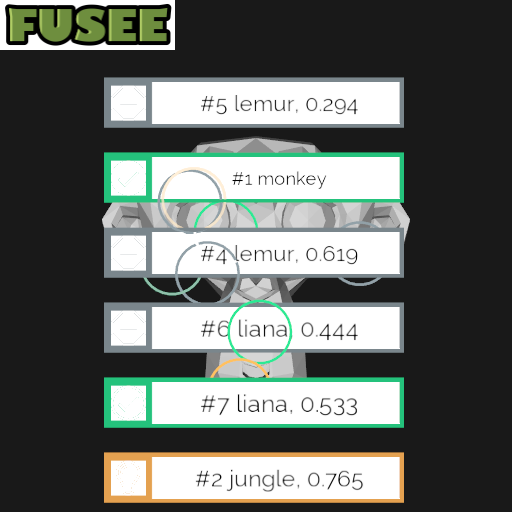 FUSEE
#5 lemur, 0.294
#1 monkey
#4 lemur, 0.619
#6 liana, 0.444
#7 liana, 0.533
#2 jungle, 0.765